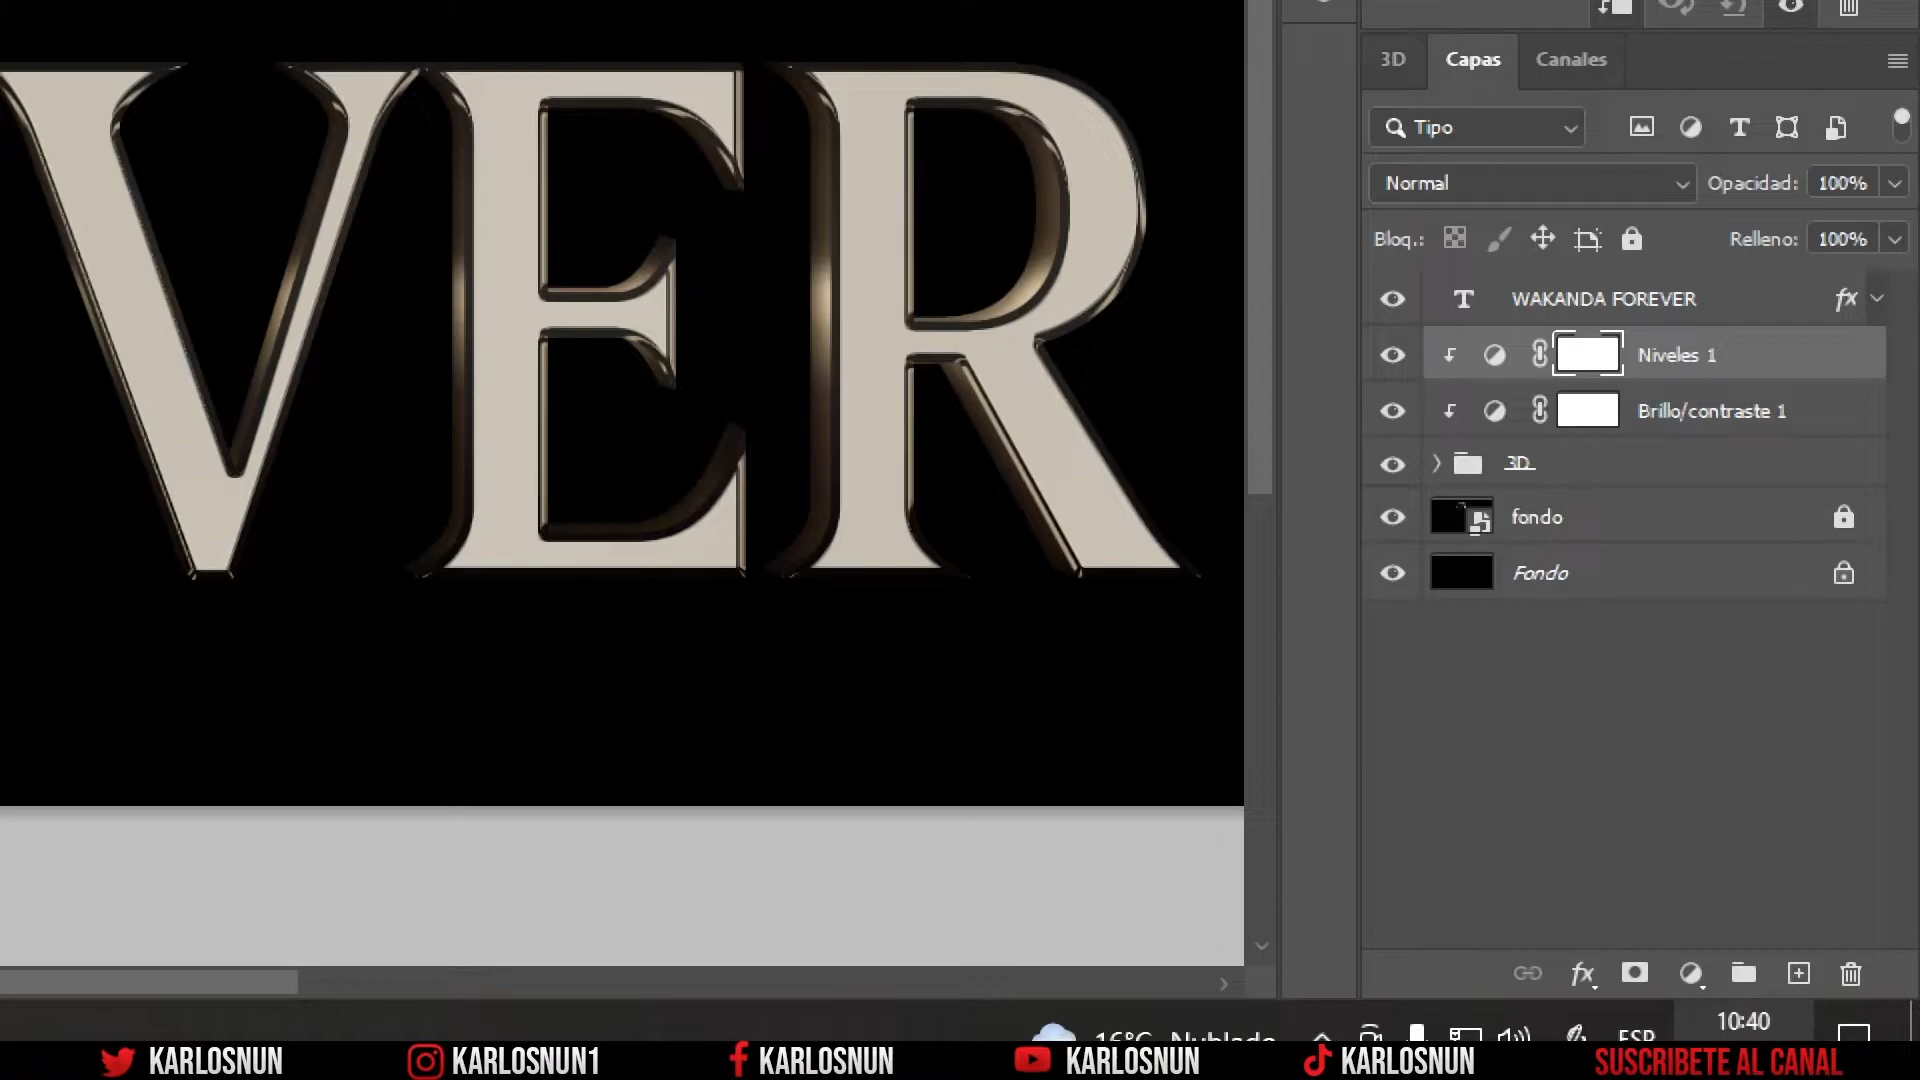 VER
3D Capas Canales
Tipo
Normal Opacidad: 100%
Bloq.: Relleno: 100%
T WAKANDA FOREVER fx
Niveles 1
Brillo/contraste 1
3D
fondo
Fondo
fx
16°C Nublado ESP 10:40
KARLOSNUN KARLOSNUN1 KARLOSNUN KARLOSNUN KARLOSNUN SUSCRIBETE AL CANAL